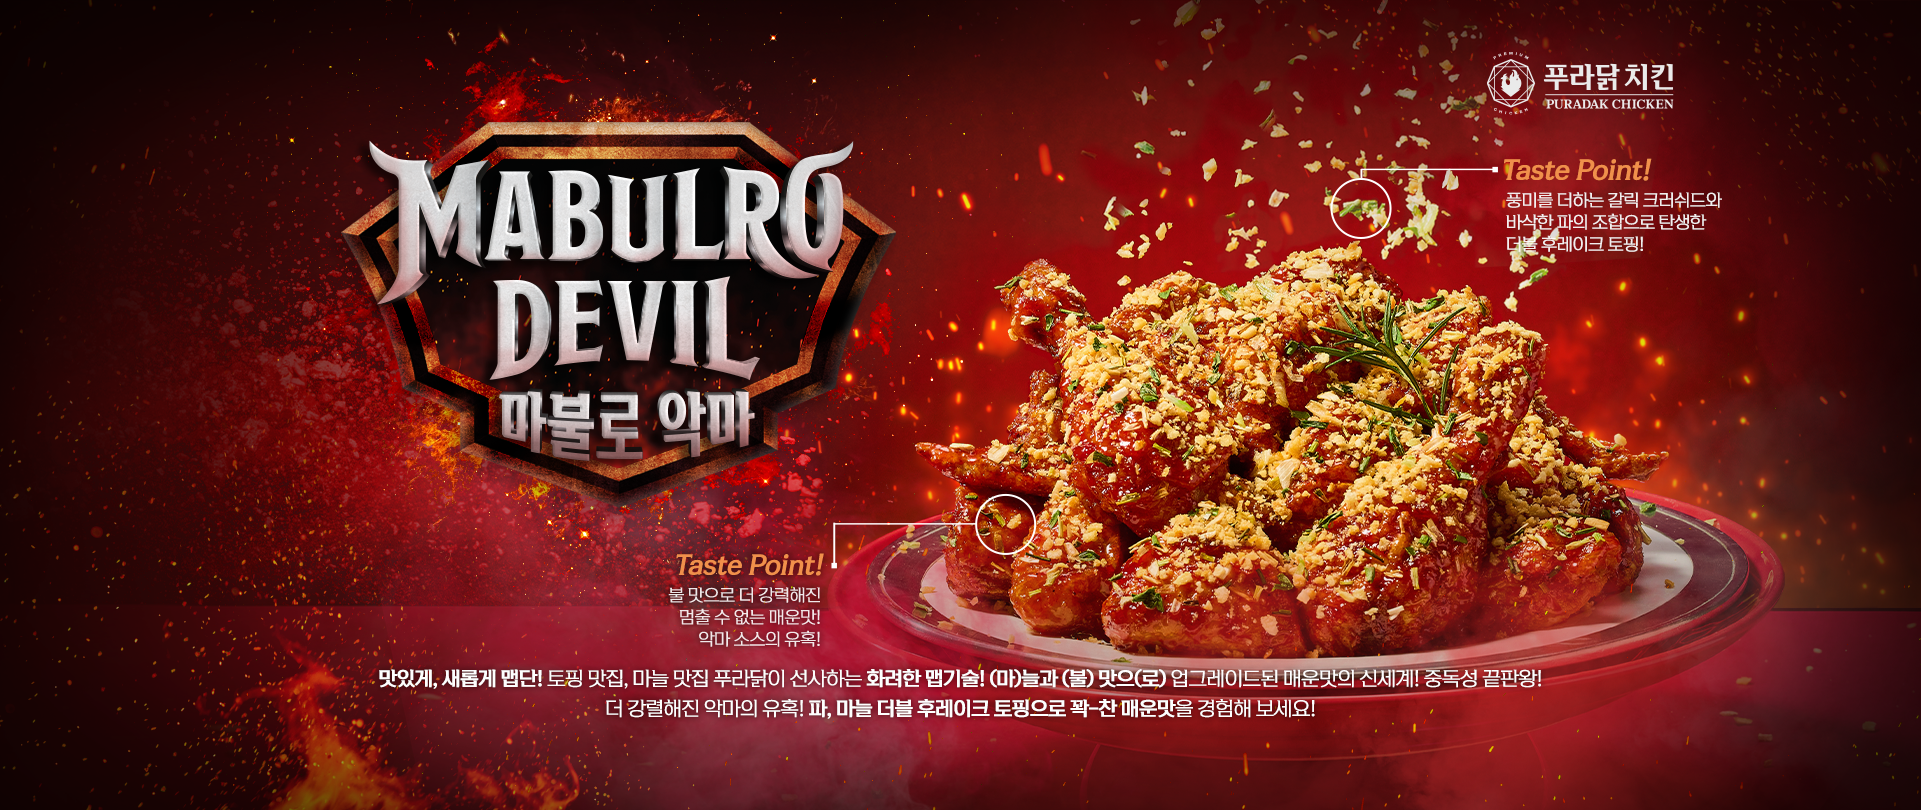 PREMIUM
CHICKEN
푸라닭 치킨
PURADAK CHICKEN
MABULRO
DEVIL
마불로 악마
Taste Point!
풍미를 더하는 갈릭 크러쉬드와
바삭한 파의 조합으로 탄생한
더블 후레이크 토핑!
Taste Point!
불 맛으로 더 강력해진
멈출 수 없는 매운맛!
악마 소스의 유혹!
맛있게, 새롭게 맵단! 토핑 맛집, 마늘 맛집 푸라닭이 선사하는 화려한 맵기술! (마)늘과 (불) 맛으(로) 업그레이드된 매운맛의 신세계! 중독성 끝판왕!
더 강렬해진 악마의 유혹! 파, 마늘 더블 후레이크 토핑으로 꽉-찬 매운맛을 경험해 보세요!